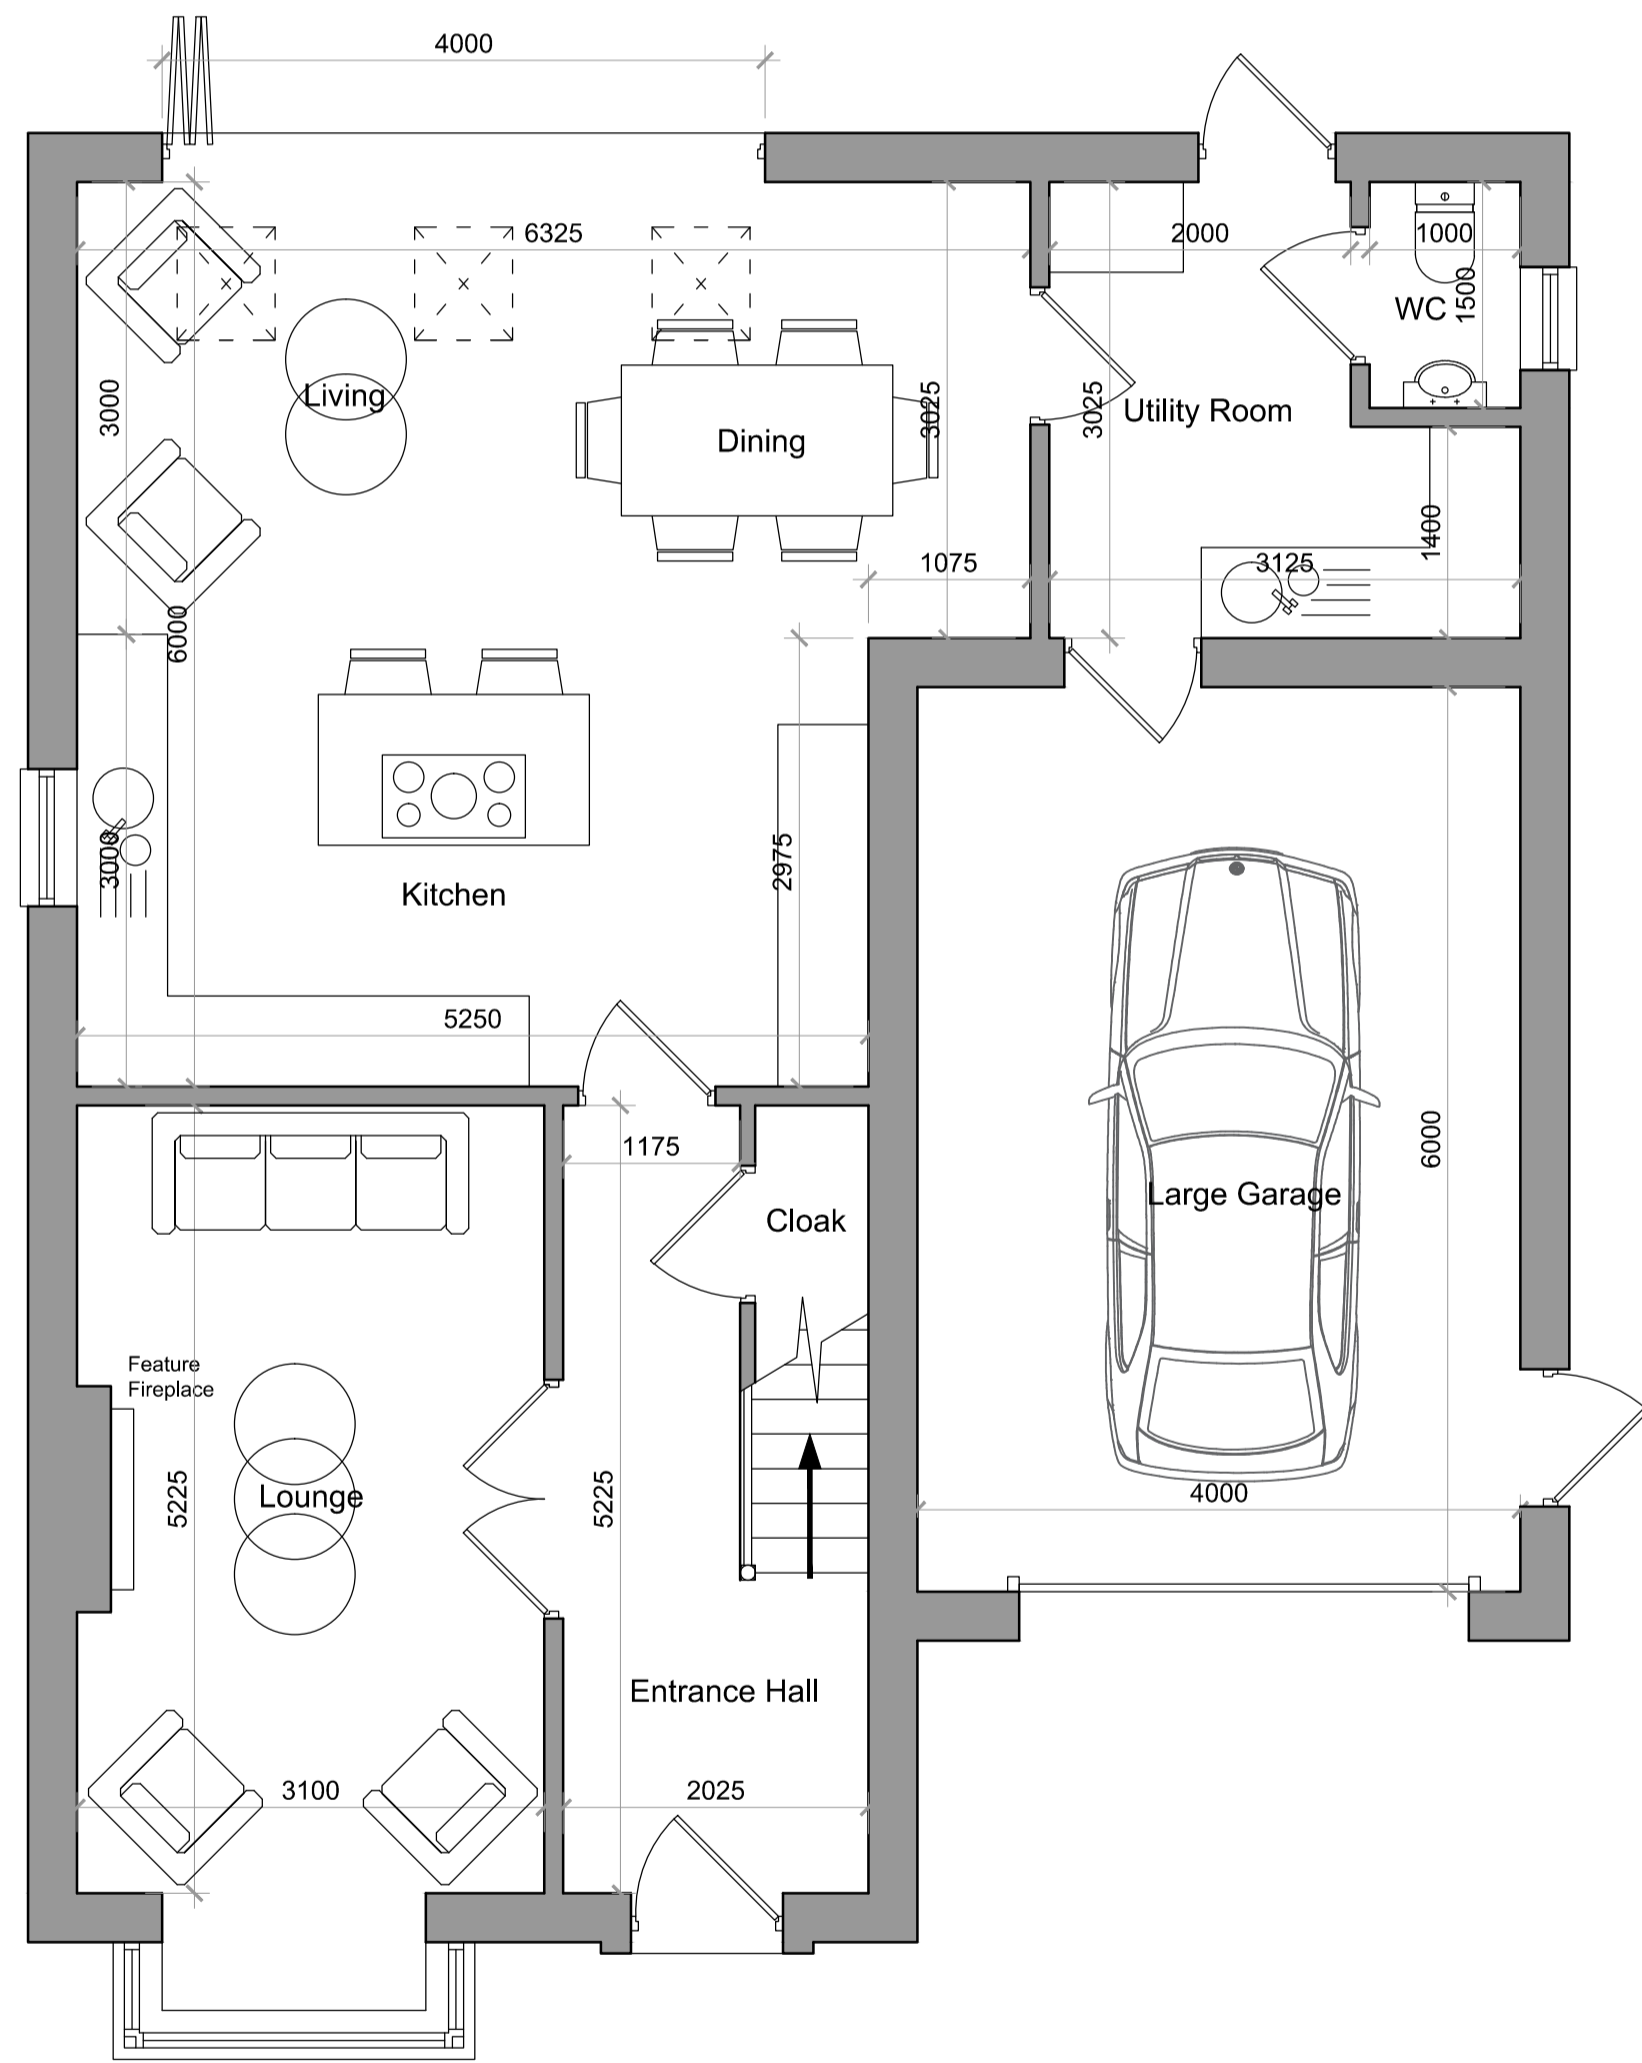 4000
6325
2000
1000
1500
WC
3000
Living
3025
3025
Utility Room
Dining
1400
1075
3125
6000
3000
2975
Kitchen
5250
6000
1175
Cloak
Large Garage
Feature
Fireplace
4000
5225
Lounge
5225
Entrance Hall
3100
2025